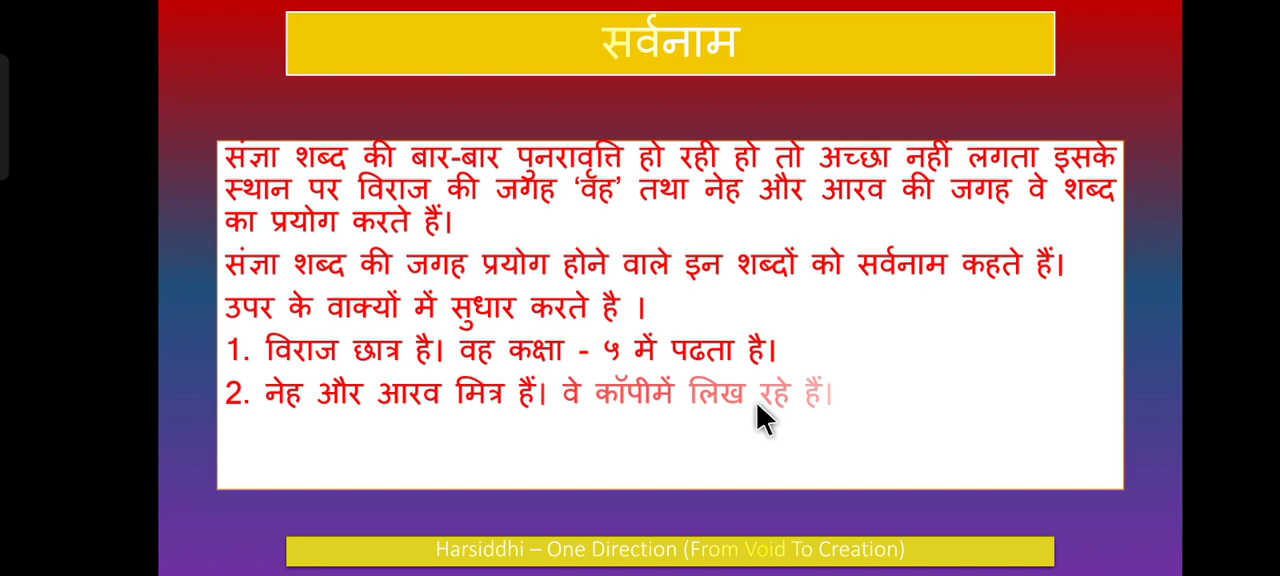 सर्वनाम
संज्ञा शब्द की बार-बार पुनरावृत्ति हो रही हो तो अच्छा नहीं लगता इसके
स्थान पर विराज की जगह ‘वह’ तथा नेह और आरव की जगह वे शब्द
का प्रयोग करते हैं।
संज्ञा शब्द की जगह प्रयोग होने वाले इन शब्दों को सर्वनाम कहते हैं।
उपर के वाक्यों में सुधार करते है ।
1. विराज छात्र है। वह कक्षा - ५ में पढता है।
2. नेह और आरव मित्र हैं। वे कॉपीमें लिख रहे हैं।
Harsiddhi – One Direction (From Void To Creation)